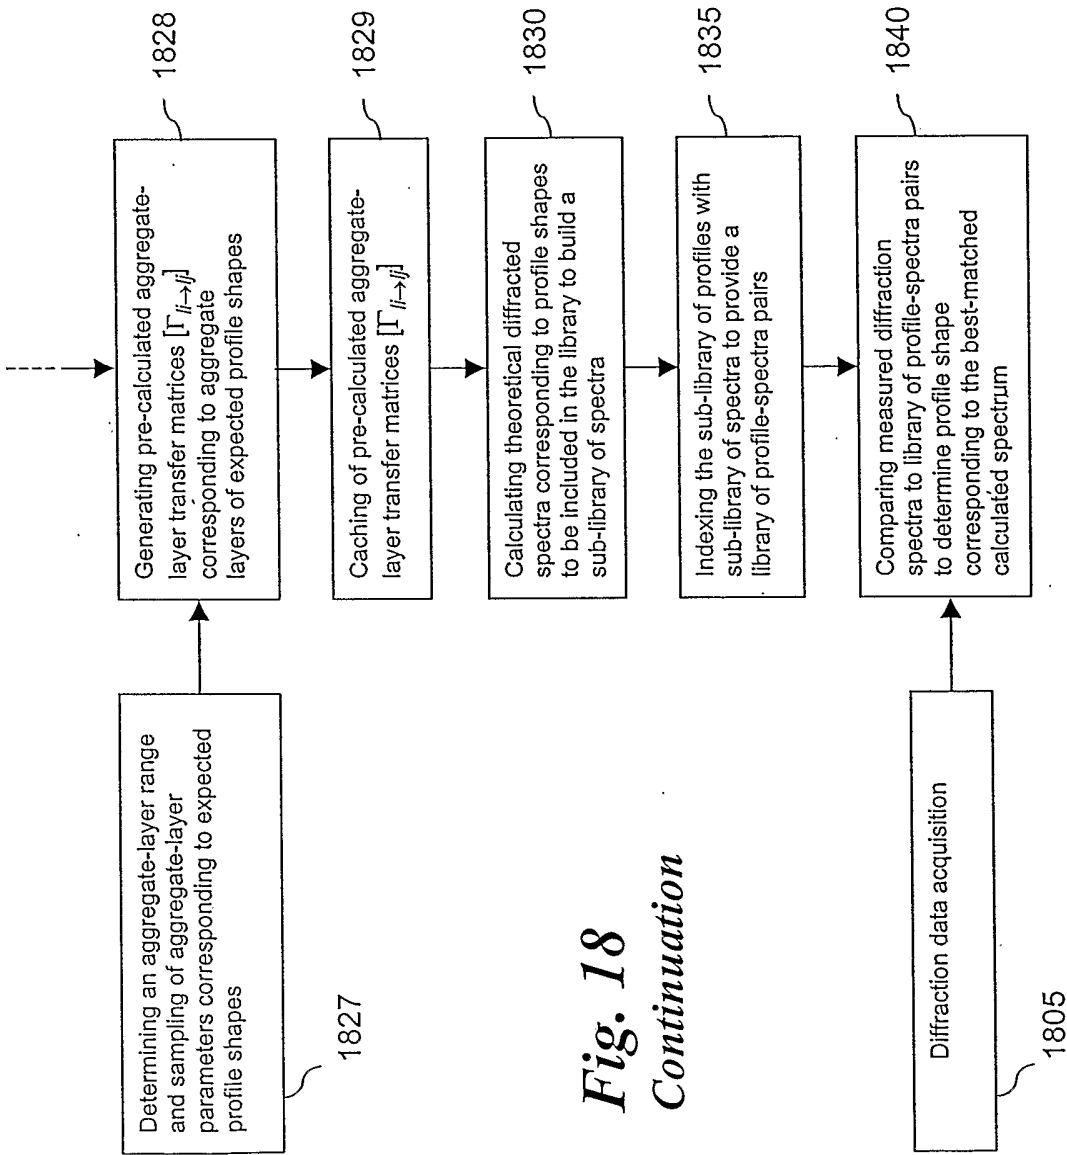 Generating pre-calculated aggregate-
layer transfer matrices [Γli→lj]
corresponding to aggregate
layers of expected profile shapes
1828
Determining an aggregate-layer range
and sampling of aggregate-layer
parameters corresponding to expected
profile shapes
1827
Caching of pre-calculated aggregate-
layer transfer matrices [Γli→lj]
1829
Calculating theoretical diffracted
spectra corresponding to profile shapes
to be included in the library to build a
sub-library of spectra
1830
Indexing the sub-library of profiles with
sub-library of spectra to provide a
library of profile-spectra pairs
1835
Comparing measured diffraction
spectra to library of profile-spectra pairs
to determine profile shape
corresponding to the best-matched
calculated spectrum
1840
Diffraction data acquisition
1805
Fig. 18
Continuation